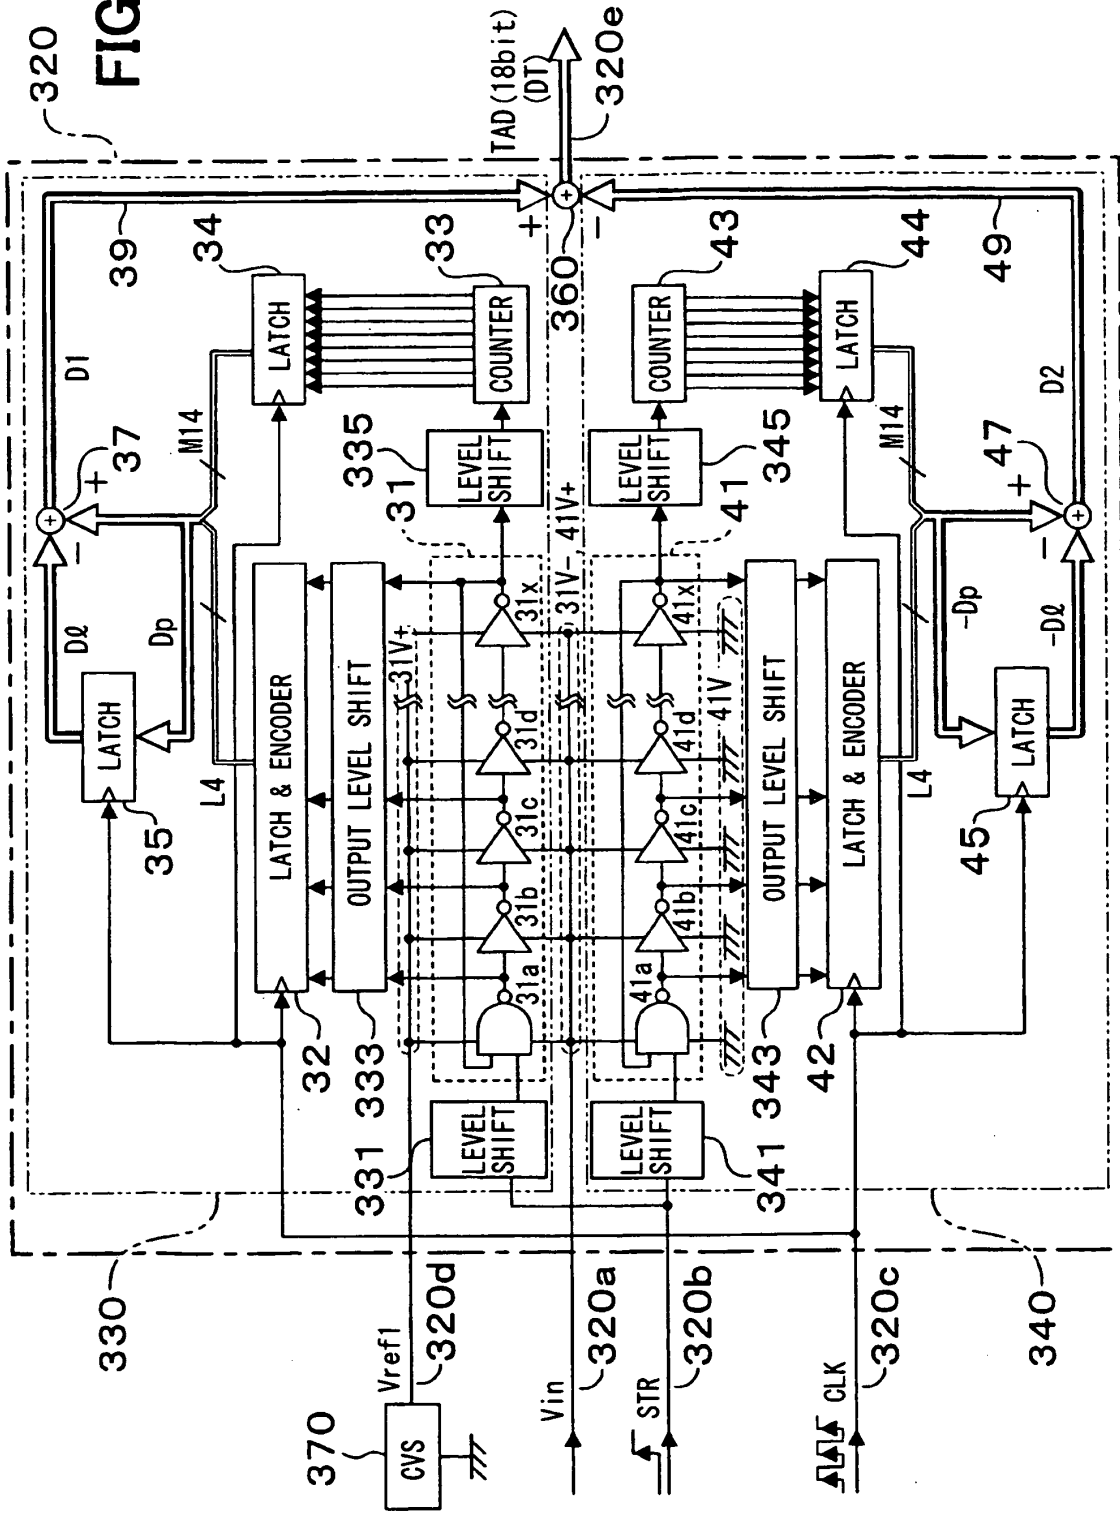 FIG
320
TAD(18bit)
(DT)
320e
39
34
33
360
43
44
49
D1
M14
LATCH
COUNTER
+
-
COUNTER
LATCH
M14
D2
37
+
-
335
LEVEL
SHIFT
31
345
LEVEL
SHIFT
41
47
+
-
Dℓ
Dp
L4
LATCH & ENCODER
OUTPUT LEVEL SHIFT
31V+
31x
31d
31c
31b
31a
31V-
41V+
41x
41d
41c
41b
41a
41V
OUTPUT LEVEL SHIFT
LATCH & ENCODER
L4
-Dp
-Dℓ
LATCH
35
LATCH
45
32
333
331
LEVEL
SHIFT
LEVEL
SHIFT
341
343
42
330
340
370
CVS
Vref1
320d
Vin
320a
STR
320b
CLK
320c